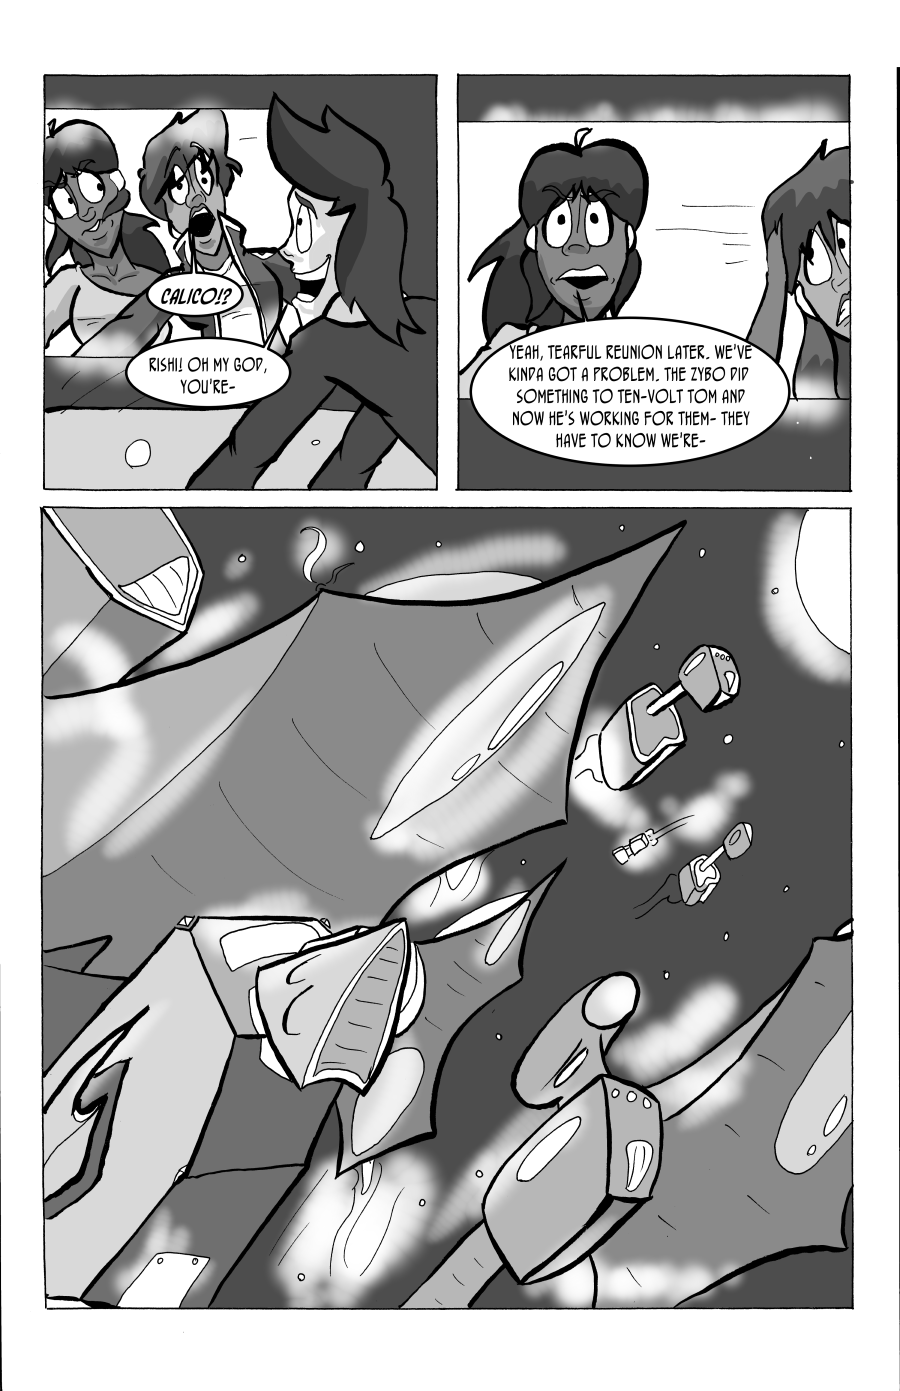 CALICO!?
RISHI! OH MY GOD,
YOU'RE-
YEAH, TEARFUL REUNION LATER. WE'VE
KINDA GOT A PROBLEM. THE ZYBO DID
SOMETHING TO TEN-VOLT TOM AND
NOW HE'S WORKING FOR THEM- THEY
HAVE TO KNOW WE'RE-